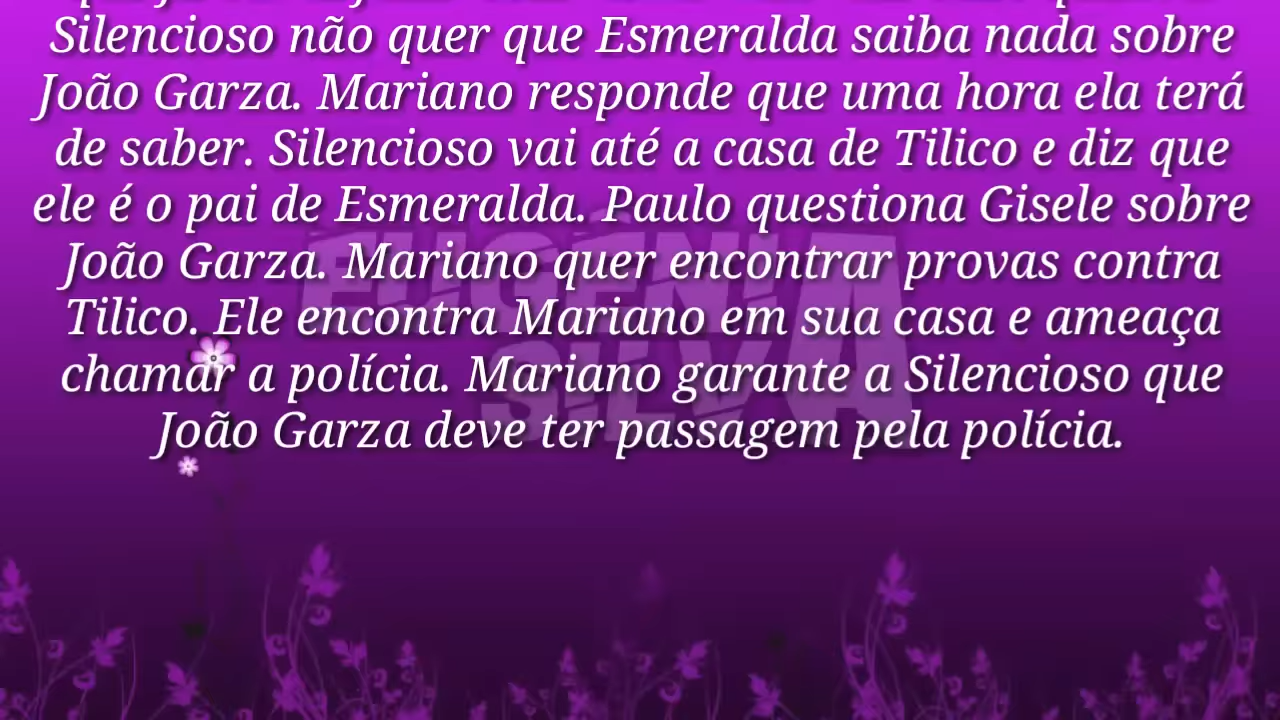 Silencioso não quer que Esmeralda saiba nada sobre
João Garza. Mariano responde que uma hora ela terá
de saber. Silencioso vai até a casa de Tilico e diz que
ele é o pai de Esmeralda. Paulo questiona Gisele sobre
João Garza. Mariano quer encontrar provas contra
Tilico. Ele encontra Mariano em sua casa e ameaça
chamar a polícia. Mariano garante a Silencioso que
João Garza deve ter passagem pela polícia.
EUGÊNIA
SILVA